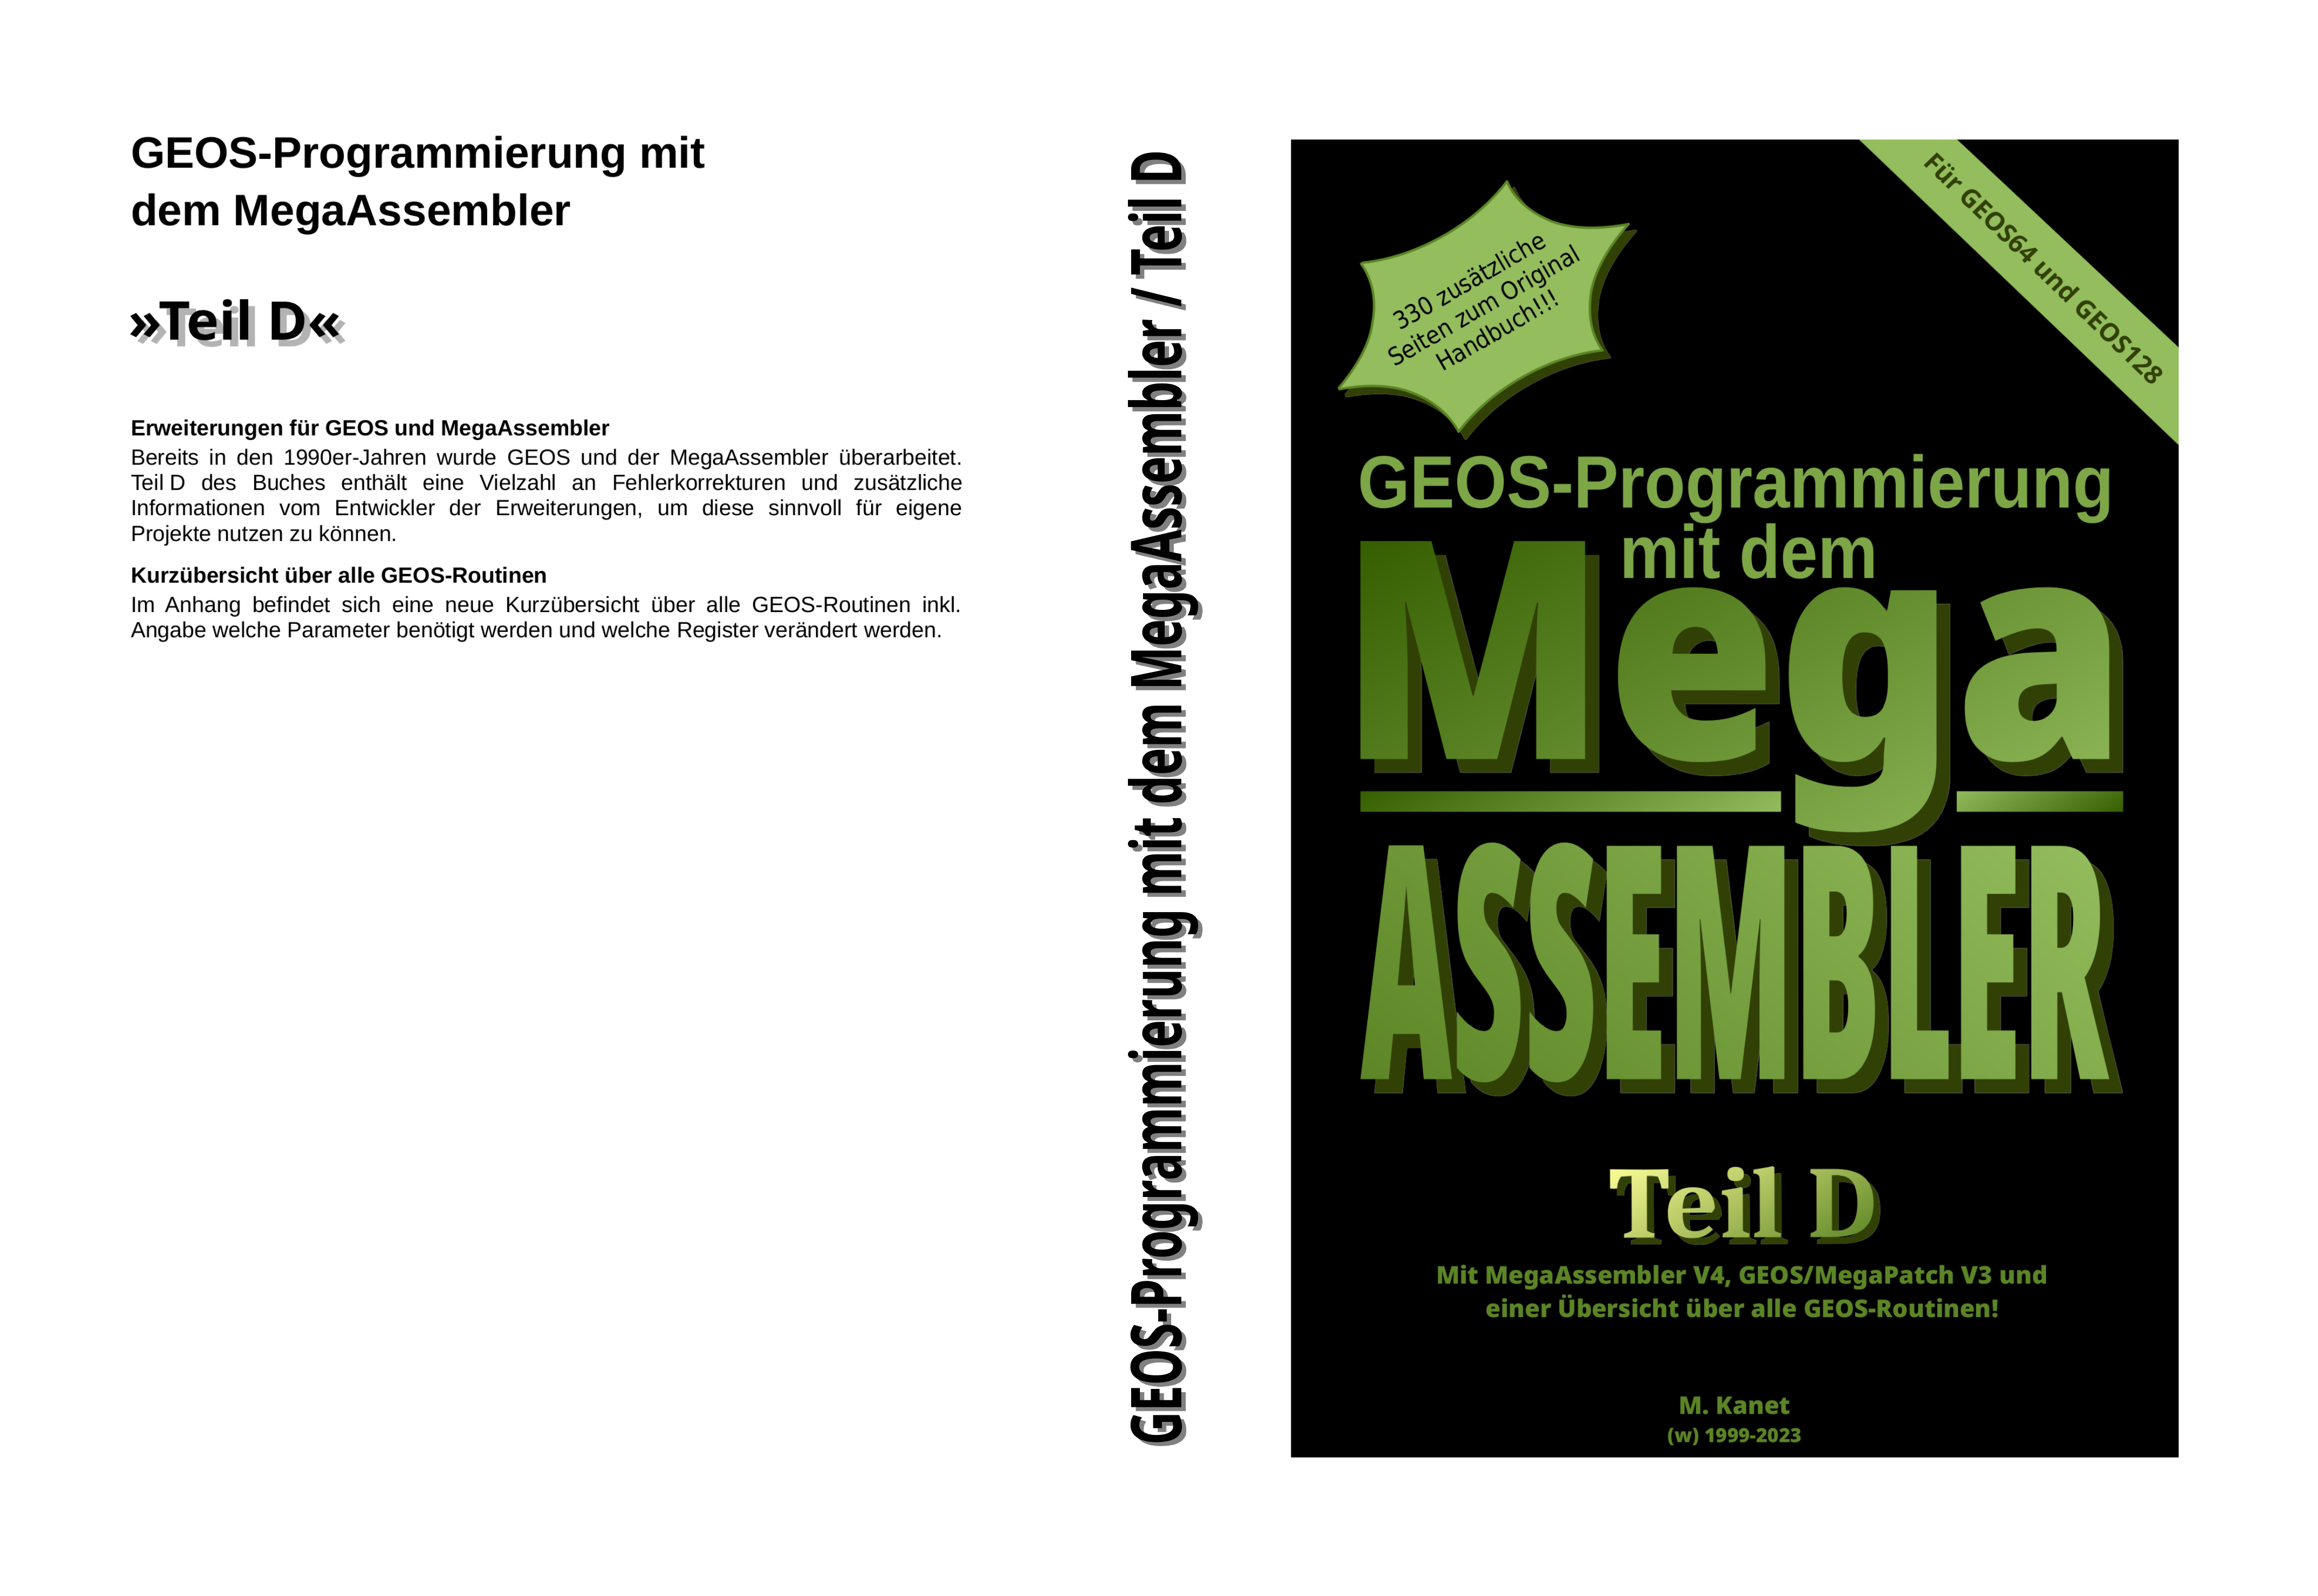 GEOS-Programmierung mit
dem MegaAssembler
»Teil D«
Erweiterungen für GEOS und MegaAssembler
Bereits in den 1990er-Jahren wurde GEOS und der MegaAssembler überarbeitet.
Teil D des Buches enthält eine Vielzahl an Fehlerkorrekturen und zusätzliche
Informationen vom Entwickler der Erweiterungen, um diese sinnvoll für eigene
Projekte nutzen zu können.
Kurzübersicht über alle GEOS-Routinen
Im Anhang befindet sich eine neue Kurzübersicht über alle GEOS-Routinen inkl.
Angabe welche Parameter benötigt werden und welche Register verändert werden.
GEOS-Programmierung mit dem MegaAssembler / Teil D
330 zusätzliche
Seiten zum Original
Handbuch!!!
Für GEOS64 und GEOS128
GEOS-Programmierung
mit dem
Mega
ASSEMBLER
Teil D
Mit MegaAssembler V4, GEOS/MegaPatch V3 und
einer Übersicht über alle GEOS-Routinen!
M. Kanet
(w) 1999-2023